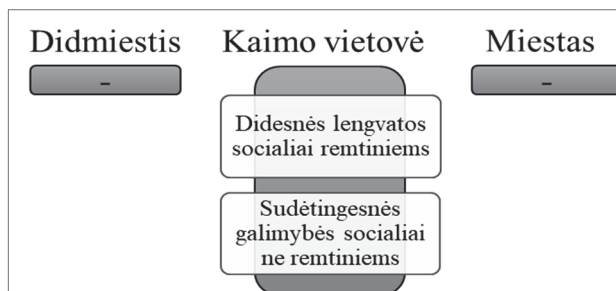 Didmiestis
Kaimo vietovė
Miestas
–
–
Didesnės lengvatos
socialiai remtiniems
Sudėtingesnės
galimybės socialiai
ne remtiniems